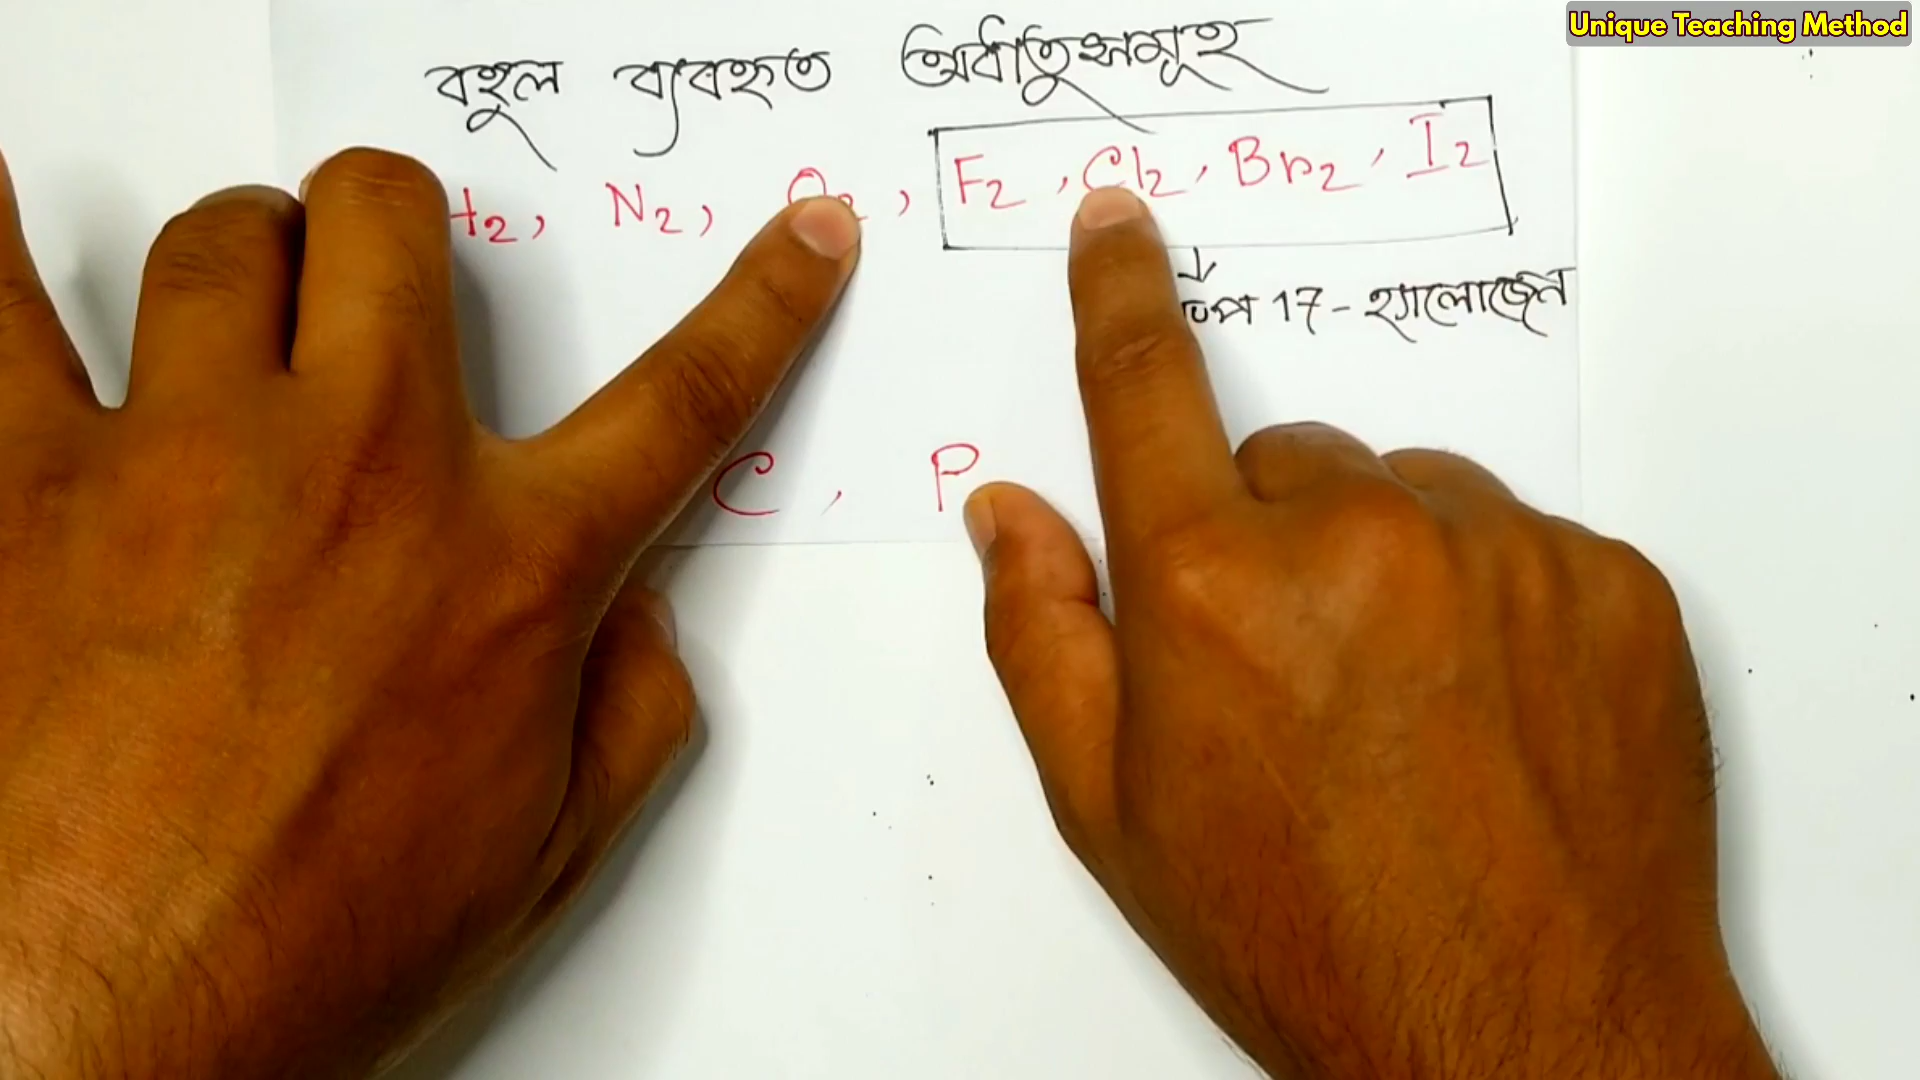 Unique Teaching Method
বহুল ব্যবহৃত অধাতুসমূহ
H2, N2, O2, F2, Cl2, Br2, I2
17 - হ্যালোজেন
C, P